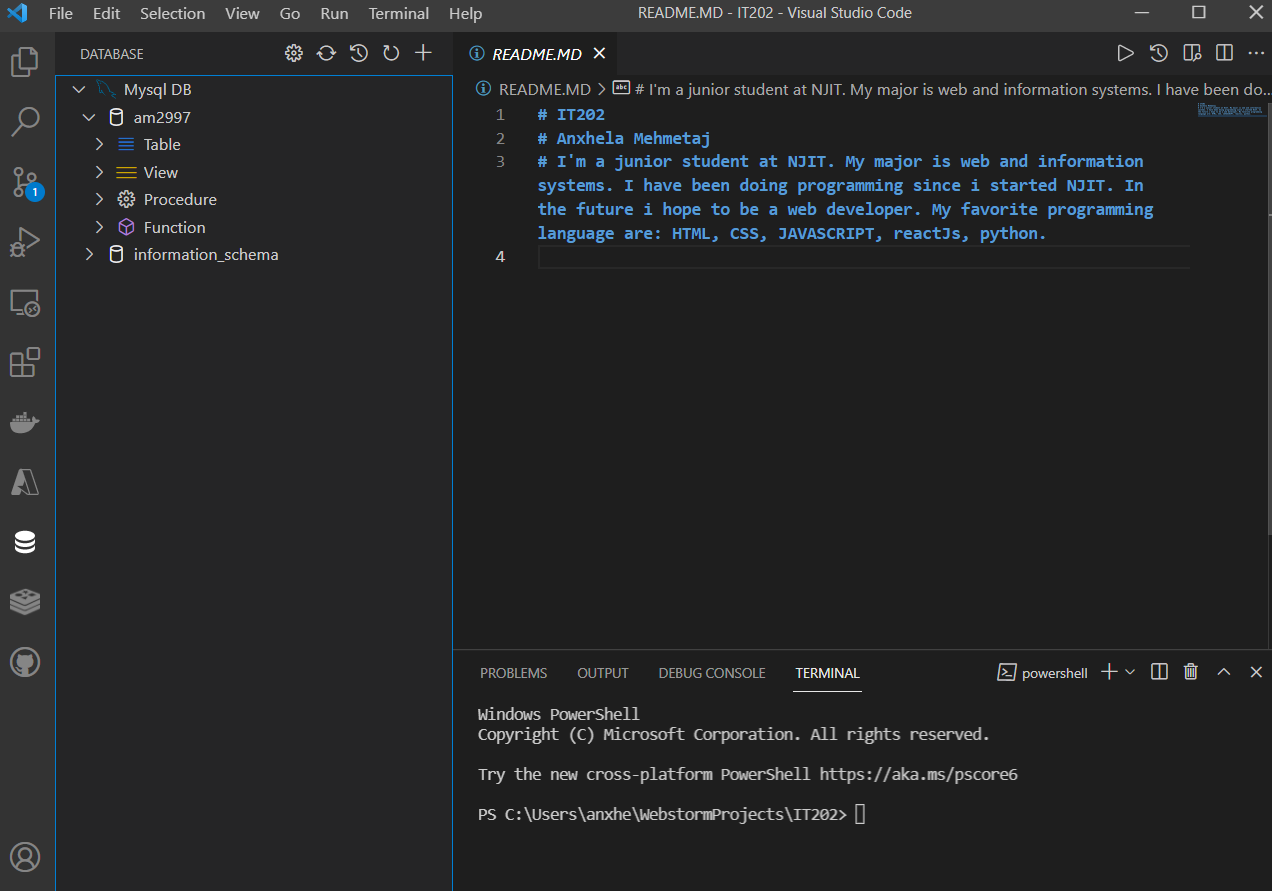 File Edit Selection View Go Run Terminal Help README.MD - IT202 - Visual Studio Code
DATABASE
Mysql DB
am2997
Table
View
Procedure
Function
information_schema
1
README.MD
README.MD > abc # I'm a junior student at NJIT. My major is web and information systems. I have been do...
1 # IT202
2 # Anxhela Mehmetaj
3 # I'm a junior student at NJIT. My major is web and information
systems. I have been doing programming since i started NJIT. In
the future i hope to be a web developer. My favorite programming
language are: HTML, CSS, JAVASCRIPT, reactJs, python.
4
PROBLEMS OUTPUT DEBUG CONSOLE TERMINAL powershell
Windows PowerShell
Copyright (C) Microsoft Corporation. All rights reserved.
Try the new cross-platform PowerShell https://aka.ms/pscore6
PS C:\Users\anxhe\WebstormProjects\IT202>